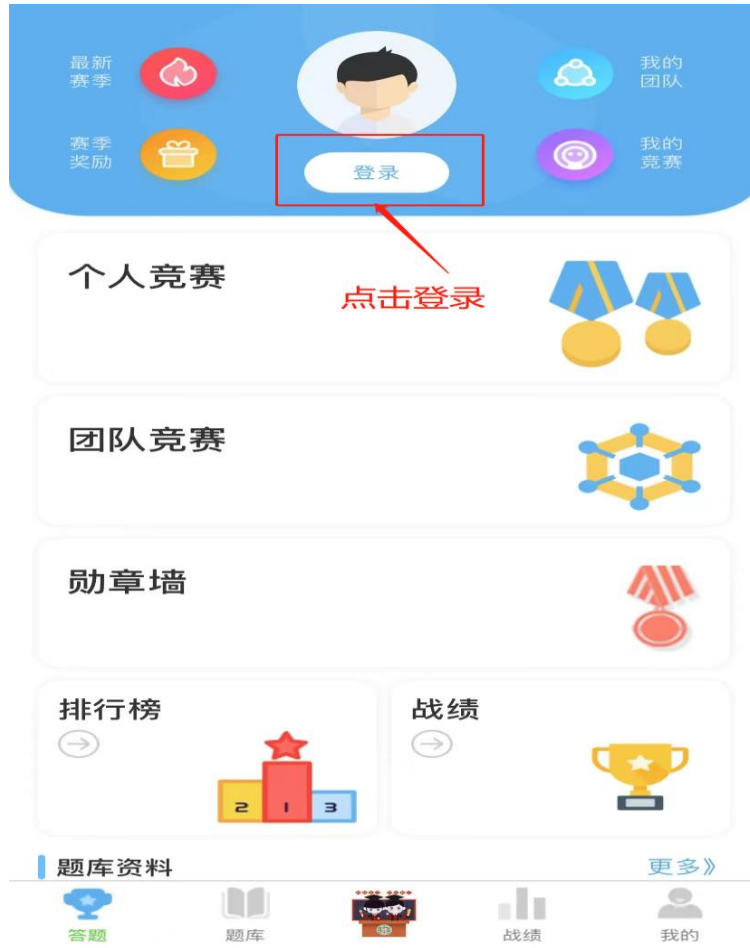 最新
赛季
我的
团队
赛季
奖励
登录
我的
竞赛
个人竞赛
点击登录
团队竞赛
勋章墙
排行榜
战绩
2 1 3
题库资料
更多》
答题
题库
战绩
我的